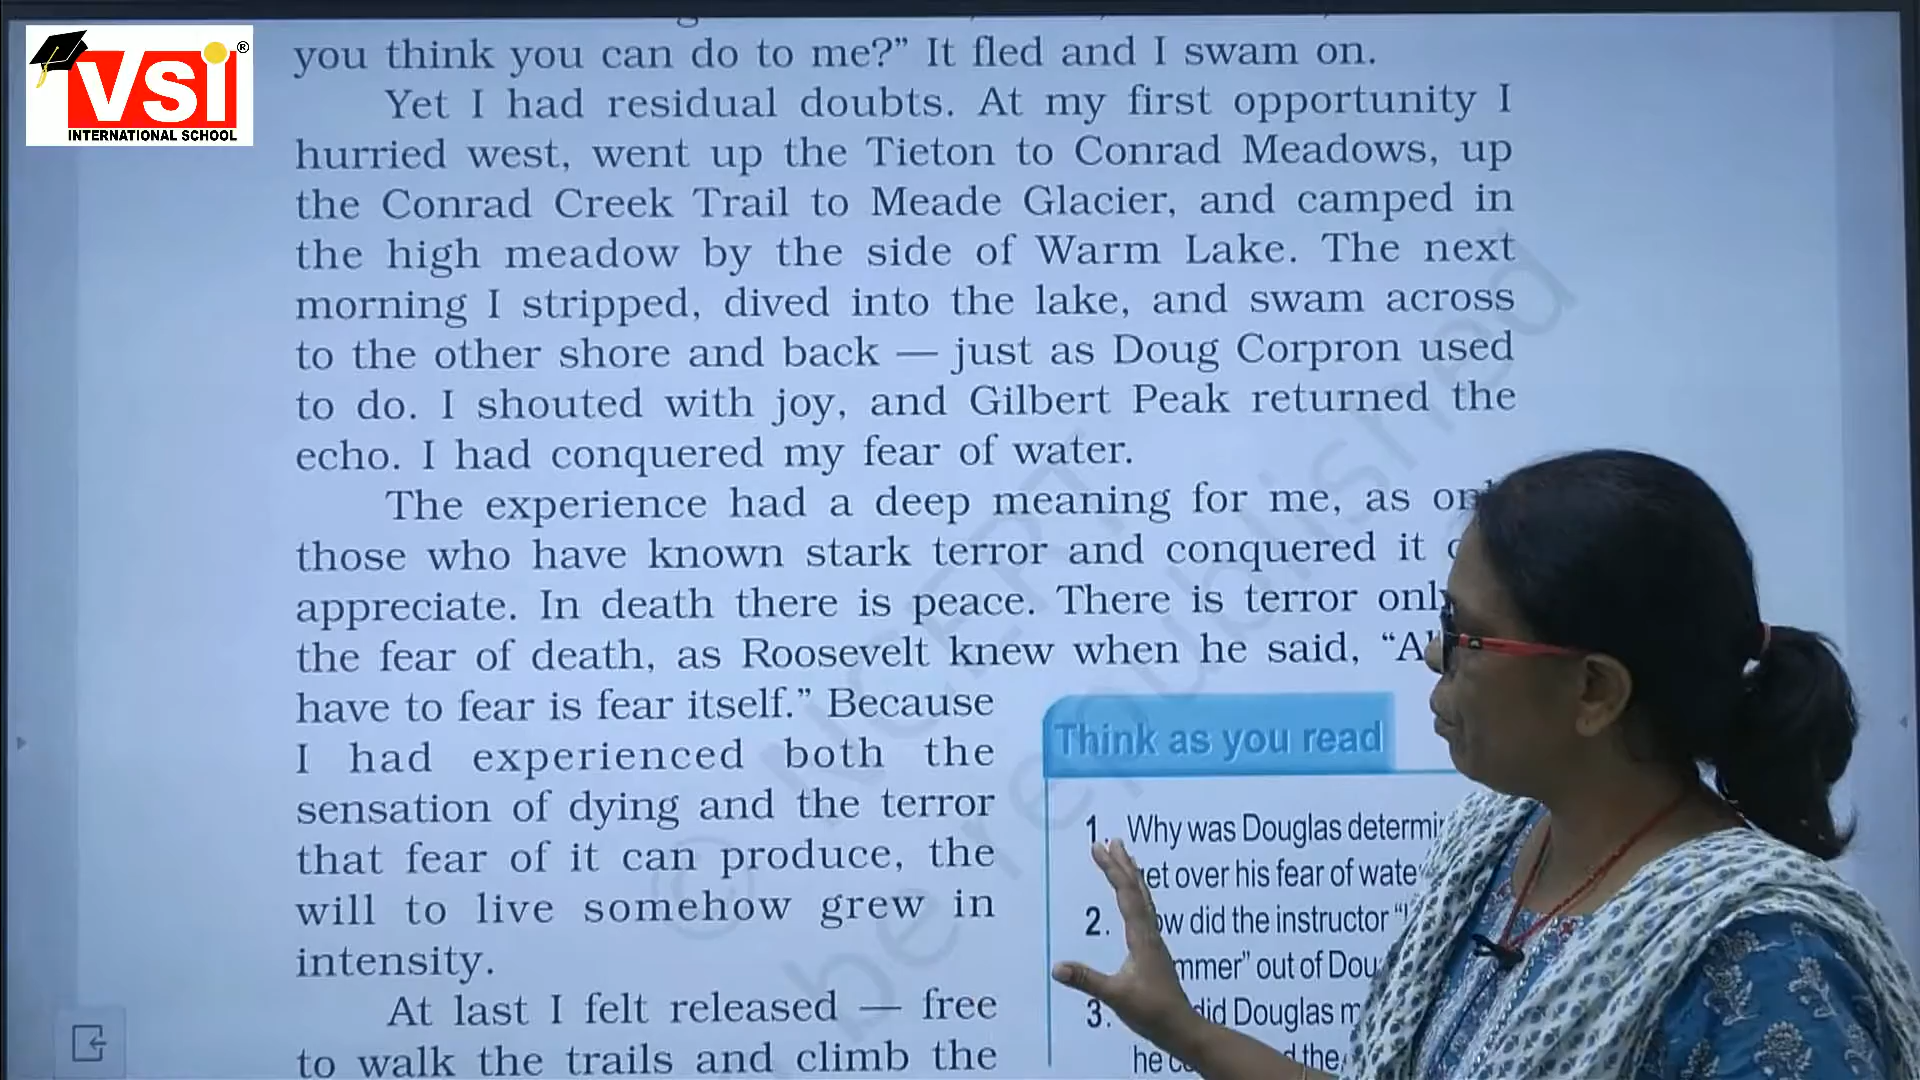 VSI ®
INTERNATIONAL SCHOOL
you think you can do to me?” It fled and I swam on.
Yet I had residual doubts. At my first opportunity I
hurried west, went up the Tieton to Conrad Meadows, up
the Conrad Creek Trail to Meade Glacier, and camped in
the high meadow by the side of Warm Lake. The next
morning I stripped, dived into the lake, and swam across
to the other shore and back — just as Doug Corpron used
to do. I shouted with joy, and Gilbert Peak returned the
echo. I had conquered my fear of water.
The experience had a deep meaning for me, as
those who have known stark terror and conquered it
appreciate. In death there is peace. There is terror only
the fear of death, as Roosevelt knew when he said,
have to fear is fear itself.” Because
I had experienced both the
sensation of dying and the terror
that fear of it can produce, the
will to live somehow grew in
intensity.
At last I felt released — free
to walk the trails and climb the
Think as you read
1. Why was Douglas
over his fear of
2. did the instructor
out of
3. did Douglas
he the
© NCERT
be republished